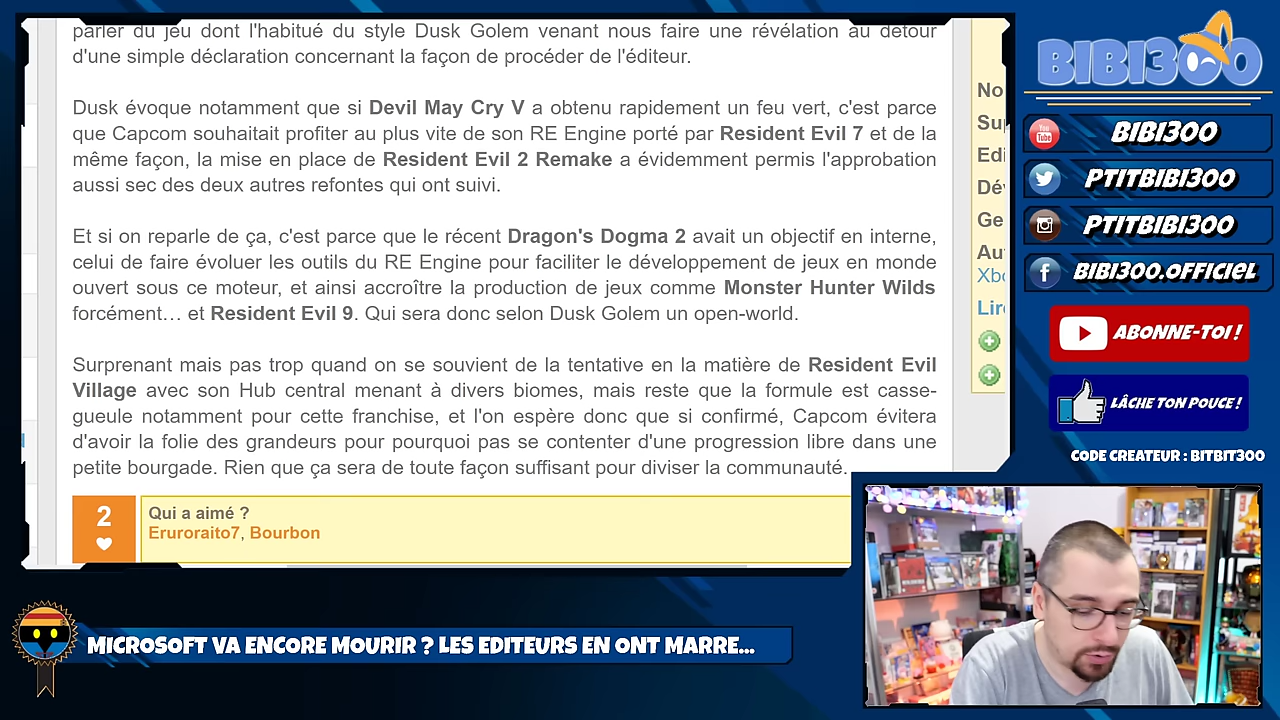 parler du jeu dont l'habitué du style Dusk Golem venant nous faire une révélation au détour
d'une simple déclaration concernant la façon de procéder de l'éditeur.
Dusk évoque notamment que si Devil May Cry V a obtenu rapidement un feu vert, c'est parce
que Capcom souhaitait profiter au plus vite de son RE Engine porté par Resident Evil 7 et de la
même façon, la mise en place de Resident Evil 2 Remake a évidemment permis l'approbation
aussi sec des deux autres refontes qui ont suivi.
Et si on reparle de ça, c'est parce que le récent Dragon's Dogma 2 avait un objectif en interne,
celui de faire évoluer les outils du RE Engine pour faciliter le développement de jeux en monde
ouvert sous ce moteur, et ainsi accroître la production de jeux comme Monster Hunter Wilds
forcément… et Resident Evil 9. Qui sera donc selon Dusk Golem un open-world.
Surprenant mais pas trop quand on se souvient de la tentative en la matière de Resident Evil
Village avec son Hub central menant à divers biomes, mais reste que la formule est casse-
gueule notamment pour cette franchise, et l'on espère donc que si confirmé, Capcom évitera
d'avoir la folie des grandeurs pour pourquoi pas se contenter d'une progression libre dans une
petite bourgade. Rien que ça sera de toute façon suffisant pour diviser la communauté.
2
Qui a aimé ?
Eruroraito7, Bourbon
No
Su
Edi
Dév
Ge
Au
Xbo
Lire
BIBI300
You Tube
BIBI300
PTITBIBI300
PTITBIBI300
BIBI300.OFFICIEL
ABONNE-TOI !
LÂCHE TON POUCE !
CODE CREATEUR : BITBIT300
MICROSOFT VA ENCORE MOURIR ? LES EDITEURS EN ONT MARRE...